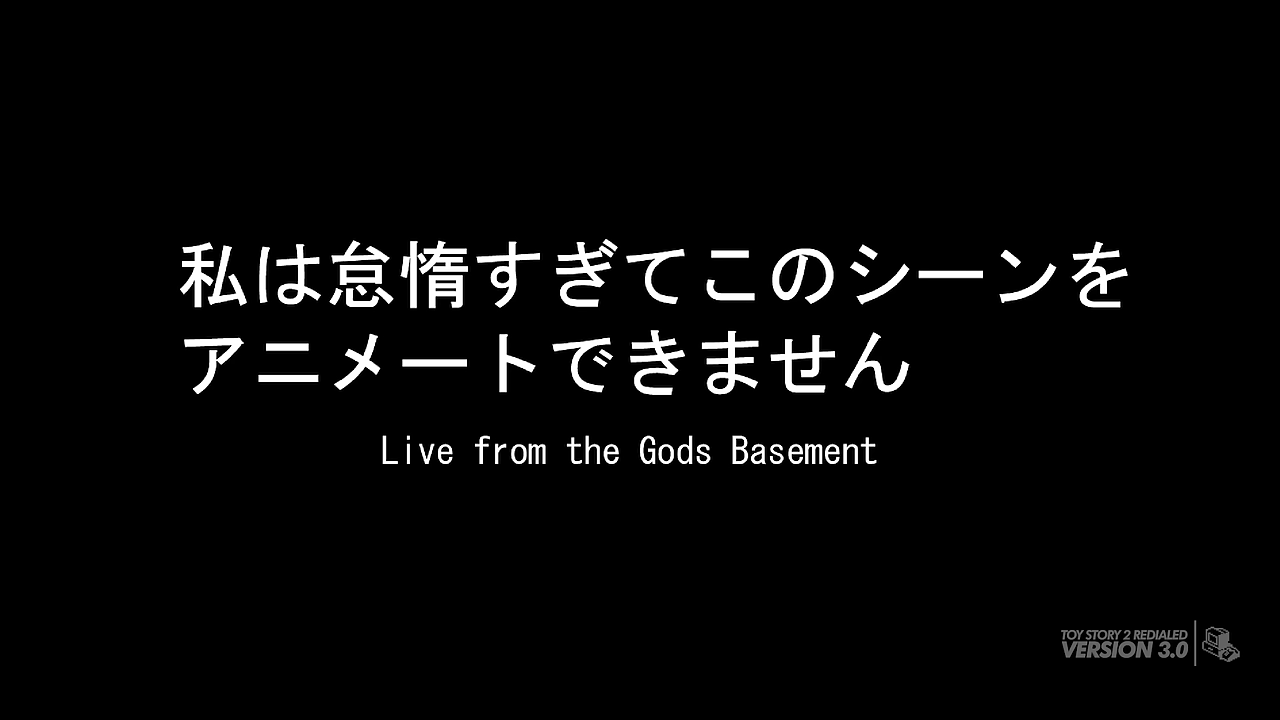 私は怠惰すぎてこのシーンを
アニメートできません
Live from the Gods Basement
TOY STORY 2 REDIALED
VERSION 3.0